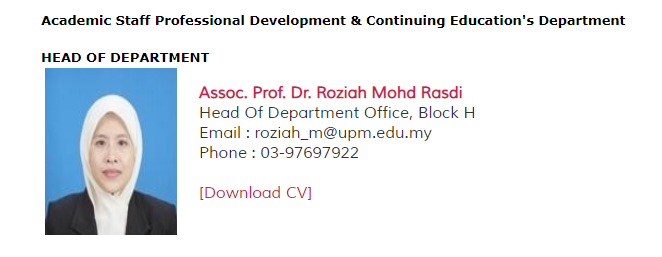 Academic Staff Professional Development & Continuing Education's Department
HEAD OF DEPARTMENT
Assoc. Prof. Dr. Roziah Mohd Rasdi
Head Of Department Office, Block H
Email : roziah_m@upm.edu.my
Phone : 03-97697922
[Download CV]